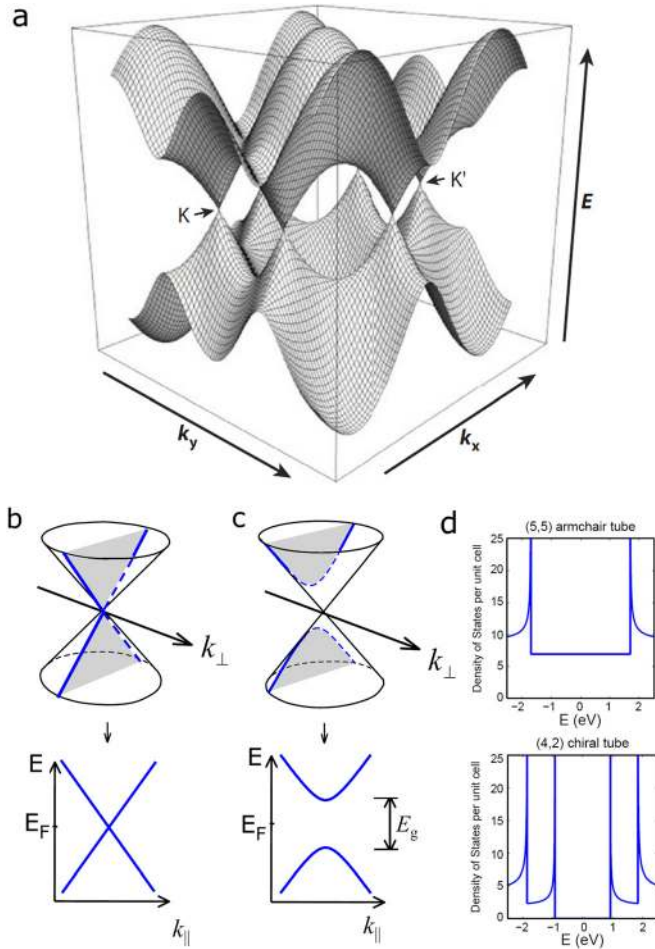 a
K
K'
E
k_y
k_x
b
c
d
k_⊥
k_⊥
(5,5) armchair tube
Density of States per unit cell
25
20
15
10
5
0
−2 −1 0 1 2
E (eV)
E
E_F
k_||
E
E_F
E_g
k_||
(4,2) chiral tube
Density of States per unit cell
25
20
15
10
5
0
−2 −1 0 1 2
E (eV)